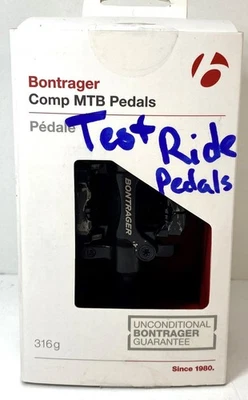 Bontrager
Comp MTB Pedals
Pédale
Test Ride
Pedals
BONTRAGER
UNCONDITIONAL
BONTRAGER
GUARANTEE
316g
Since 1980.